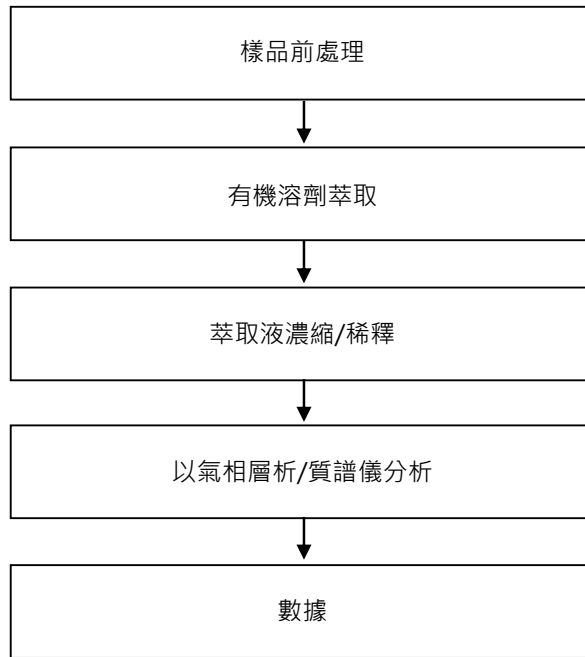 樣品前處理
有機溶劑萃取
萃取液濃縮/稀釋
以氣相層析/質譜儀分析
數據